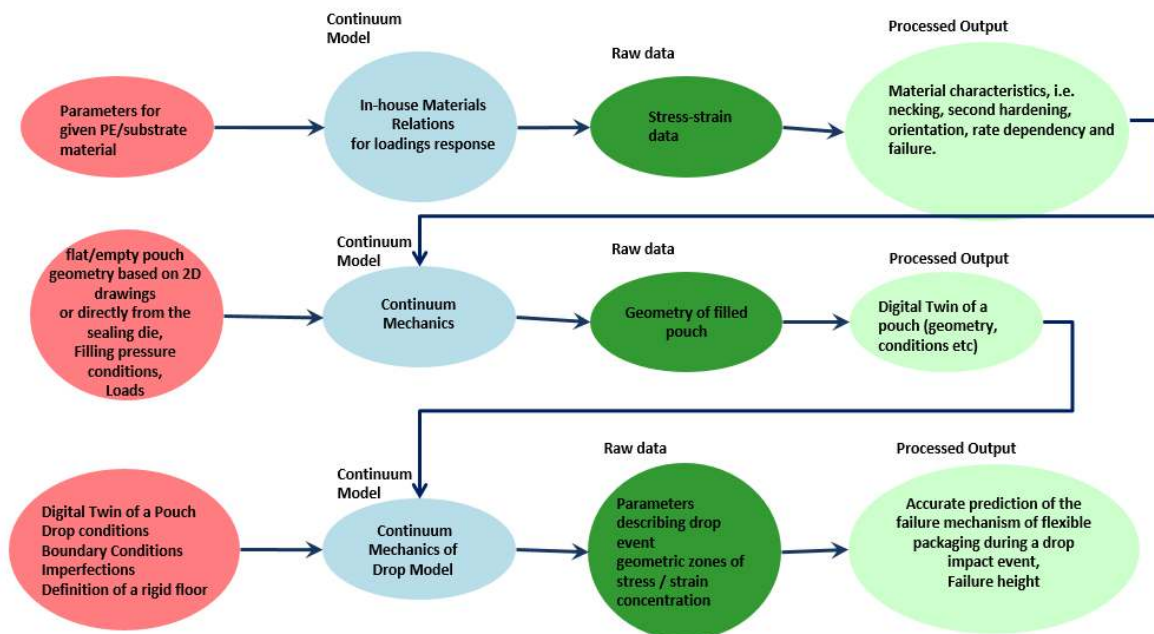 Continuum
Model
Raw data
Processed Output
Parameters for
given PE/substrate
material
In-house Materials
Relations
for loadings response
Stress-strain
data
Material characteristics, i.e.
necking, second hardening,
orientation, rate dependency and
failure.
Continuum
Model
Raw data
Processed Output
flat/empty pouch
geometry based on 2D
drawings
or directly from the
sealing die,
Filling pressure
conditions,
Loads
Continuum
Mechanics
Geometry of filled
pouch
Digital Twin of a
pouch (geometry,
conditions etc)
Continuum
Model
Raw data
Processed Output
Digital Twin of a Pouch
Drop conditions
Boundary Conditions
Imperfections
Definition of a rigid floor
Continuum
Mechanics of
Drop Model
Parameters
describing drop
event
geometric zones of
stress / strain
concentration
Accurate prediction of the
failure mechanism of flexible
packaging during a drop
impact event,
Failure height